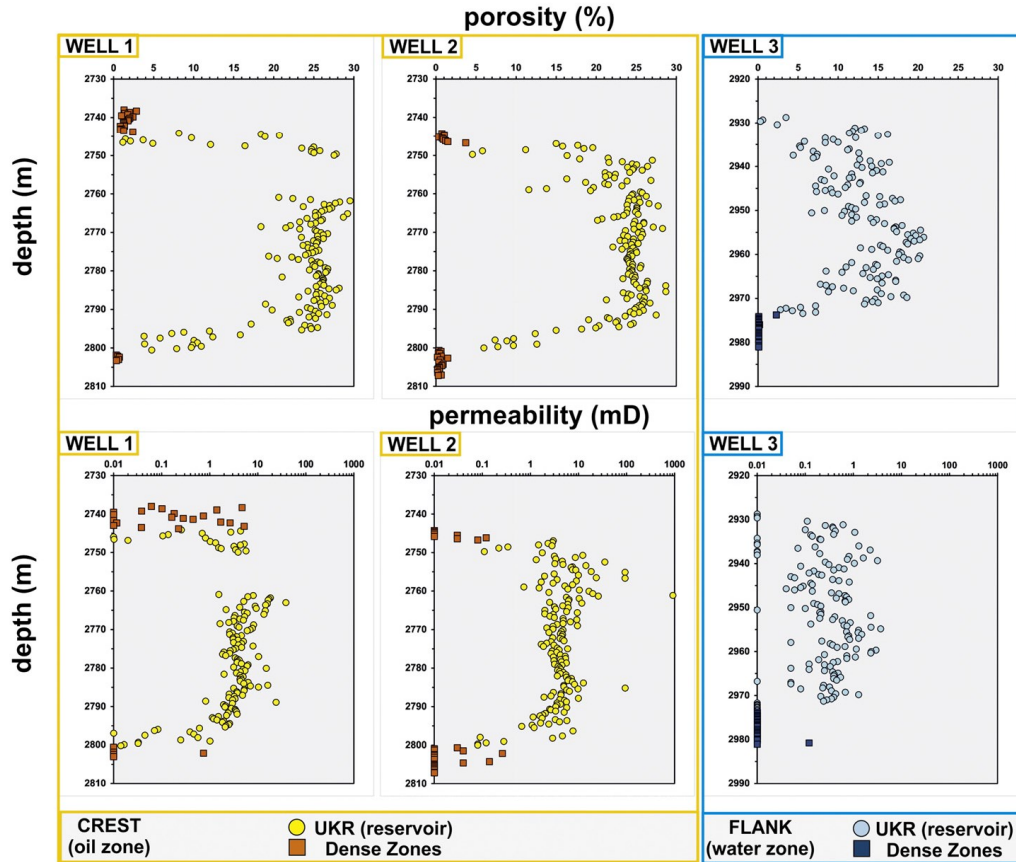 porosity (%)
WELL 1
WELL 2
WELL 3
0 5 10 15 20 25 30
0 5 10 15 20 25 30
0 5 10 15 20 25 30
depth (m)
2730
2740
2750
2760
2770
2780
2790
2800
2810
2730
2740
2750
2760
2770
2780
2790
2800
2810
2920
2930
2940
2950
2960
2970
2980
2990
permeability (mD)
WELL 1
WELL 2
WELL 3
0.01 0.1 1 10 100 1000
0.01 0.1 1 10 100 1000
0.01 0.1 1 10 100 1000
depth (m)
2730
2740
2750
2760
2770
2780
2790
2800
2810
2730
2740
2750
2760
2770
2780
2790
2800
2810
2920
2930
2940
2950
2960
2970
2980
2990
CREST
(oil zone)
UKR (reservoir)
Dense Zones
FLANK
(water zone)
UKR (reservoir)
Dense Zones